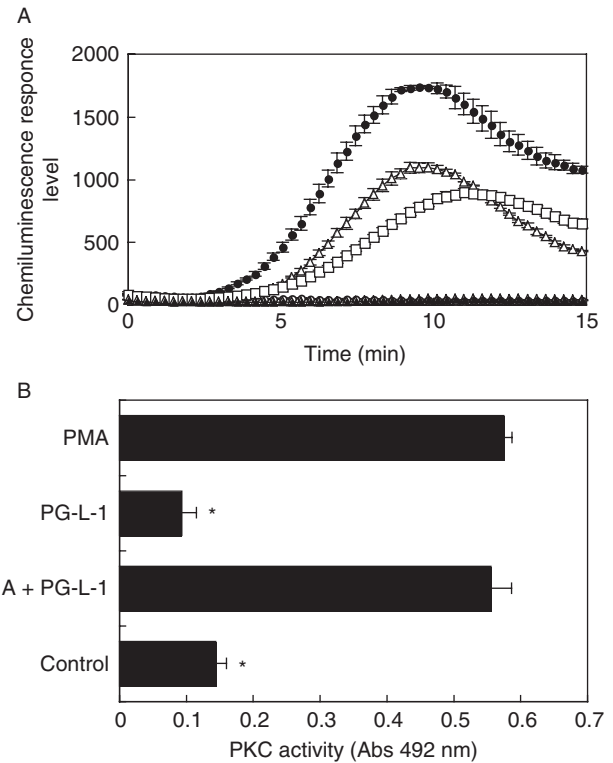 A
Chemiluminescence responce
level
2000
1500
1000
500
0
0
5
10
15
Time (min)
B
PMA
PG-L-1
*
A + PG-L-1
Control
*
0
0.1
0.2
0.3
0.4
0.5
0.6
0.7
PKC activity (Abs 492 nm)